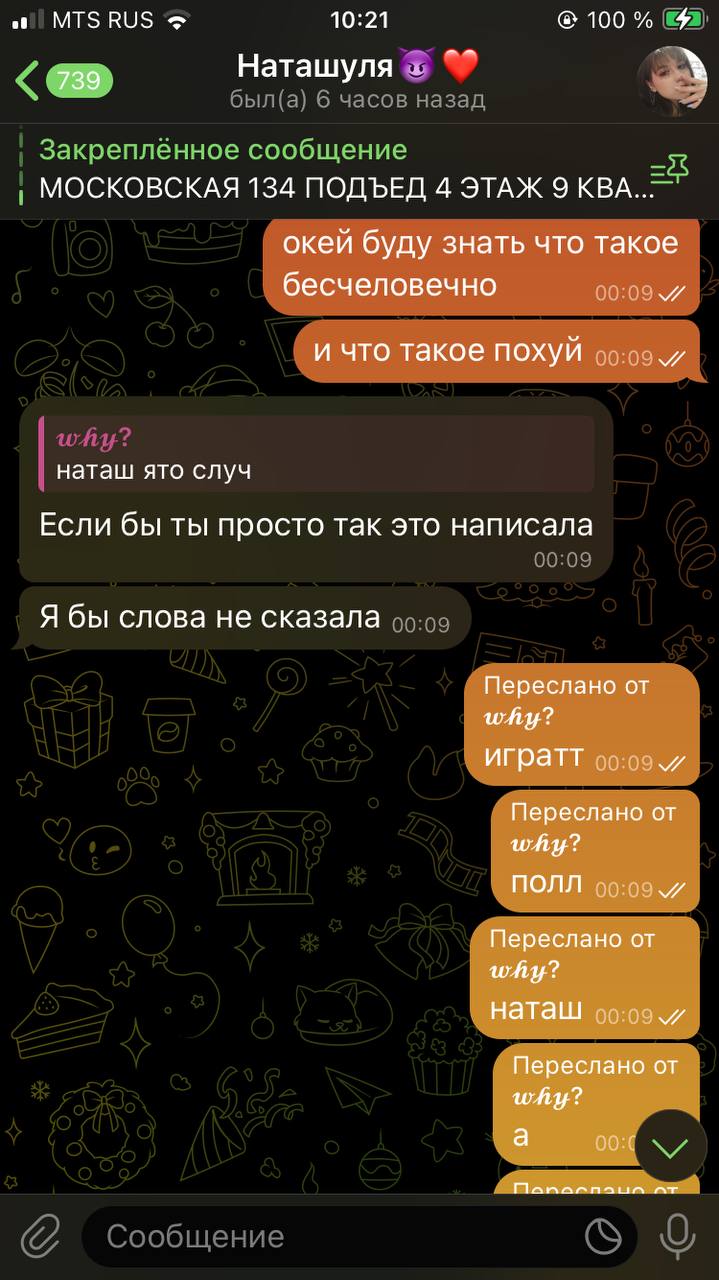 MTS RUS 10:21 100 %
739
Наташуля😈❤️
был(а) 6 часов назад
Закреплённое сообщение
МОСКОВСКАЯ 134 ПОДЪЕД 4 ЭТАЖ 9 КВА...
окей буду знать что такое
бесчеловечно 00:09
и что такое похуй 00:09
𝔀𝓱𝔂?
наташ ято случ
Если бы ты просто так это написала
00:09
Я бы слова не сказала 00:09
Переслано от
𝔀𝓱𝔂?
игратт 00:09
Переслано от
𝔀𝓱𝔂?
полл 00:09
Переслано от
𝔀𝓱𝔂?
наташ 00:09
Переслано от
𝔀𝓱𝔂?
а 00:0
Переслано от
Сообщение